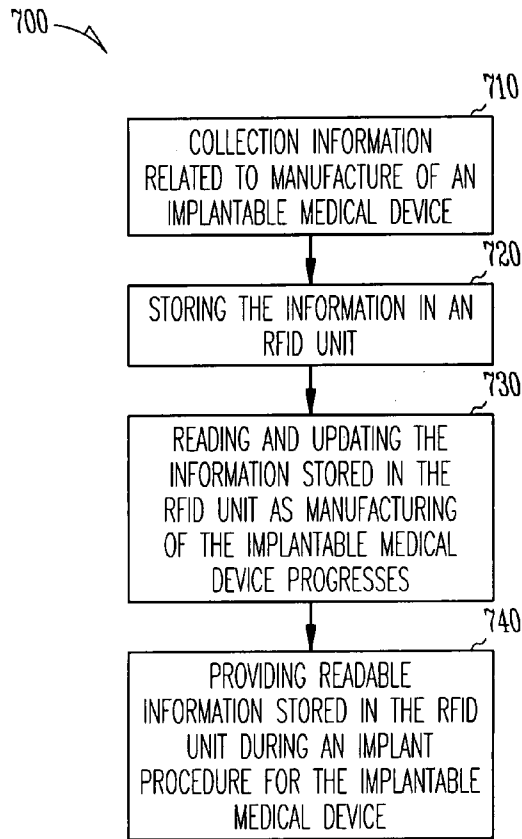 700
710
COLLECTION INFORMATION
RELATED TO MANUFACTURE OF AN
IMPLANTABLE MEDICAL DEVICE
720
STORING THE INFORMATION IN AN
RFID UNIT
730
READING AND UPDATING THE
INFORMATION STORED IN THE
RFID UNIT AS MANUFACTURING
OF THE IMPLANTABLE MEDICAL
DEVICE PROGRESSES
740
PROVIDING READABLE
INFORMATION STORED IN THE RFID
UNIT DURING AN IMPLANT
PROCEDURE FOR THE IMPLANTABLE
MEDICAL DEVICE